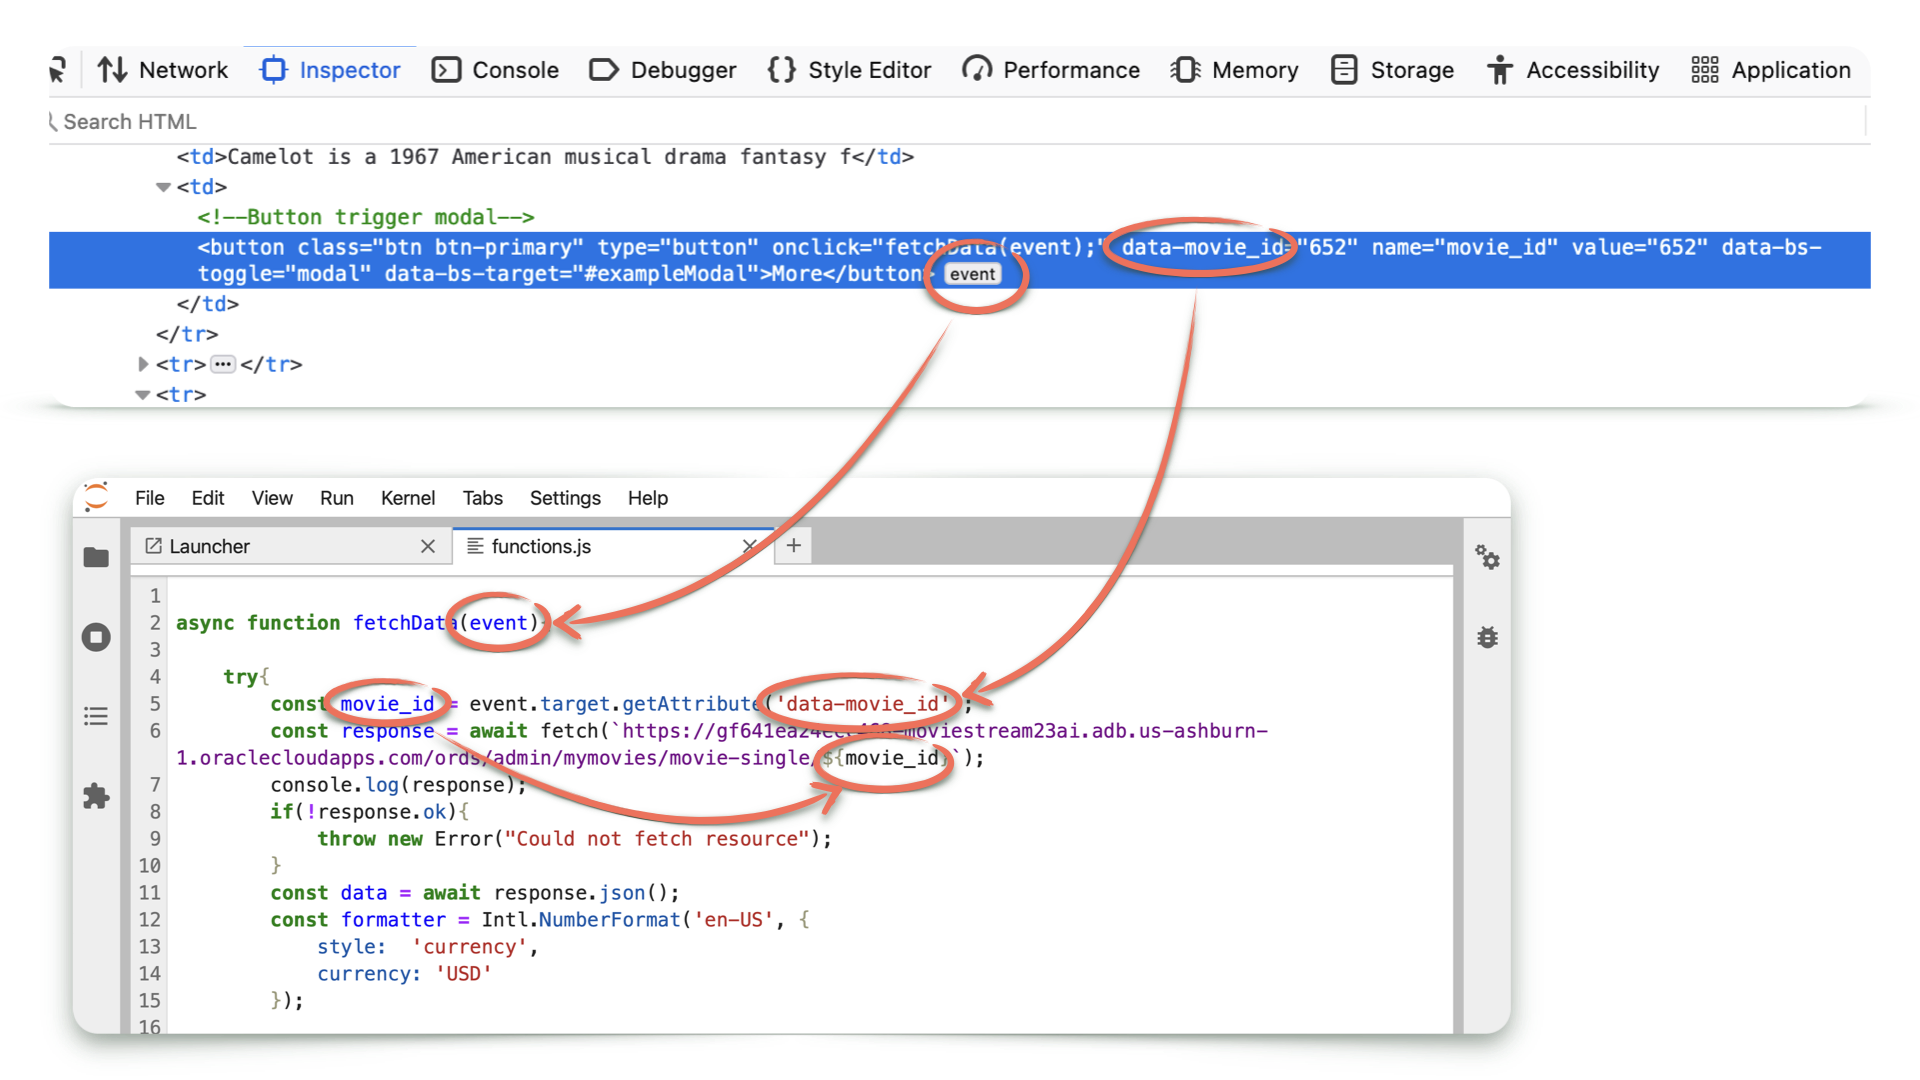 Network Inspector Console Debugger {} Style Editor Performance Memory Storage Accessibility Application
Search HTML
<td>Camelot is a 1967 American musical drama fantasy f</td>
<td>
<!--Button trigger modal-->
<button class="btn btn-primary" type="button" onclick="fetchData(event);" data-movie_id="652" name="movie_id" value="652" data-bs-
toggle="modal" data-bs-target="#exampleModal">More</button> event
</td>
</tr>
<tr>…</tr>
<tr>
File Edit View Run Kernel Tabs Settings Help
Launcher functions.js
1
2 async function fetchData(event){
3
4 try{
5 const movie_id = event.target.getAttribute('data-movie_id');
6 const response = await fetch(`https://moviestream23ai.adb.us-ashburn-
1.oraclecloudapps.com/ords/admin/mymovies/movie-single/${movie_id}`);
7 console.log(response);
8 if(!response.ok){
9 throw new Error("Could not fetch resource");
10 }
11 const data = await response.json();
12 const formatter = Intl.NumberFormat('en-US', {
13 style: 'currency',
14 currency: 'USD'
15 });
16